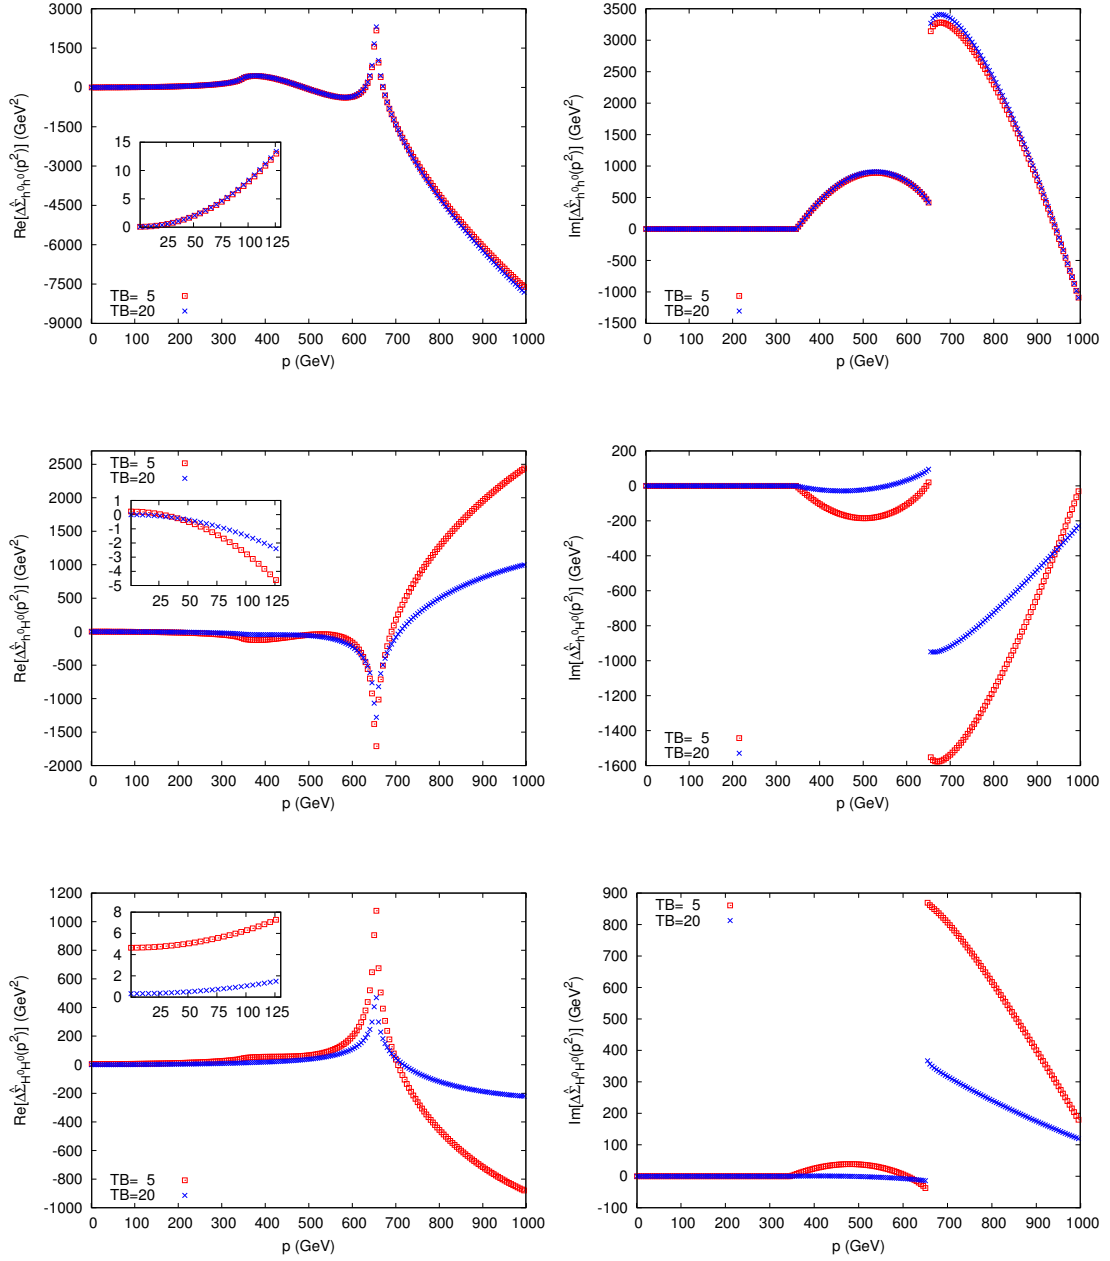 3000
1500
0
-1500
-3000
-4500
-6000
-7500
-9000
Re[ΔΣ̂h⁰h⁰(p²)] (GeV²)
15
10
5
0
25 50 75 100 125
TB=  5
TB=20
0 100 200 300 400 500 600 700 800 900 1000
p (GeV)
3500
3000
2500
2000
1500
1000
500
0
-500
-1000
-1500
Im[ΔΣ̂h⁰h⁰(p²)] (GeV²)
TB=  5
TB=20
0 100 200 300 400 500 600 700 800 900 1000
p (GeV)
2500
2000
1500
1000
500
0
-500
-1000
-1500
-2000
Re[ΔΣ̂h⁰H⁰(p²)] (GeV²)
TB=  5
TB=20
1
0
-1
-2
-3
-4
-5
25 50 75 100 125
0 100 200 300 400 500 600 700 800 900 1000
p (GeV)
200
0
-200
-400
-600
-800
-1000
-1200
-1400
-1600
Im[ΔΣ̂h⁰H⁰(p²)] (GeV²)
TB=  5
TB=20
0 100 200 300 400 500 600 700 800 900 1000
p (GeV)
1200
1000
800
600
400
200
0
-200
-400
-600
-800
-1000
Re[ΔΣ̂H⁰H⁰(p²)] (GeV²)
8
6
4
2
0
25 50 75 100 125
TB=  5
TB=20
0 100 200 300 400 500 600 700 800 900 1000
p (GeV)
900
800
700
600
500
400
300
200
100
0
-100
Im[ΔΣ̂H⁰H⁰(p²)] (GeV²)
TB=  5
TB=20
0 100 200 300 400 500 600 700 800 900 1000
p (GeV)